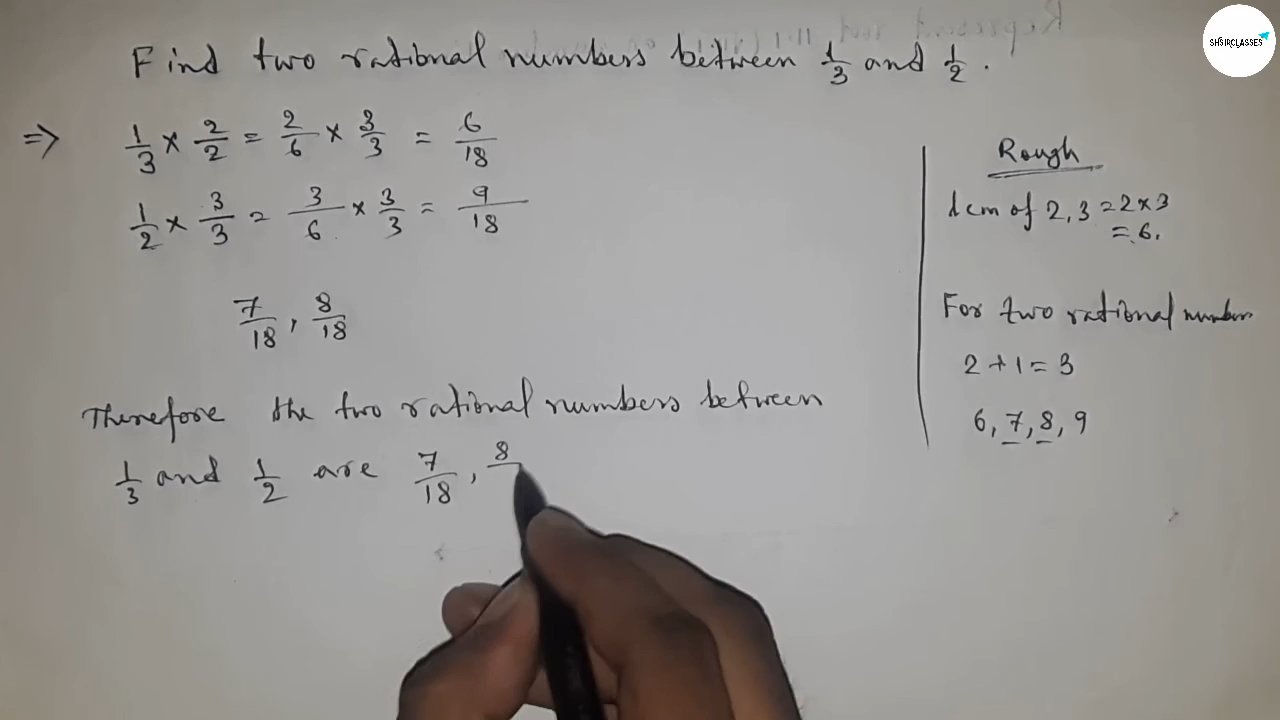 SHSIRCLASSES
Find two rational numbers between 1/3 and 1/2.
=> 1/3 × 2/2 = 2/6 × 3/3 = 6/18
1/2 × 3/3 = 3/6 × 3/3 = 9/18
7/18, 8/18
Therefore the two rational numbers between
1/3 and 1/2 are 7/18, 8
Rough
lcm of 2,3 = 2×3
= 6.
For two rational numbers
2+1=3
6, 7, 8, 9